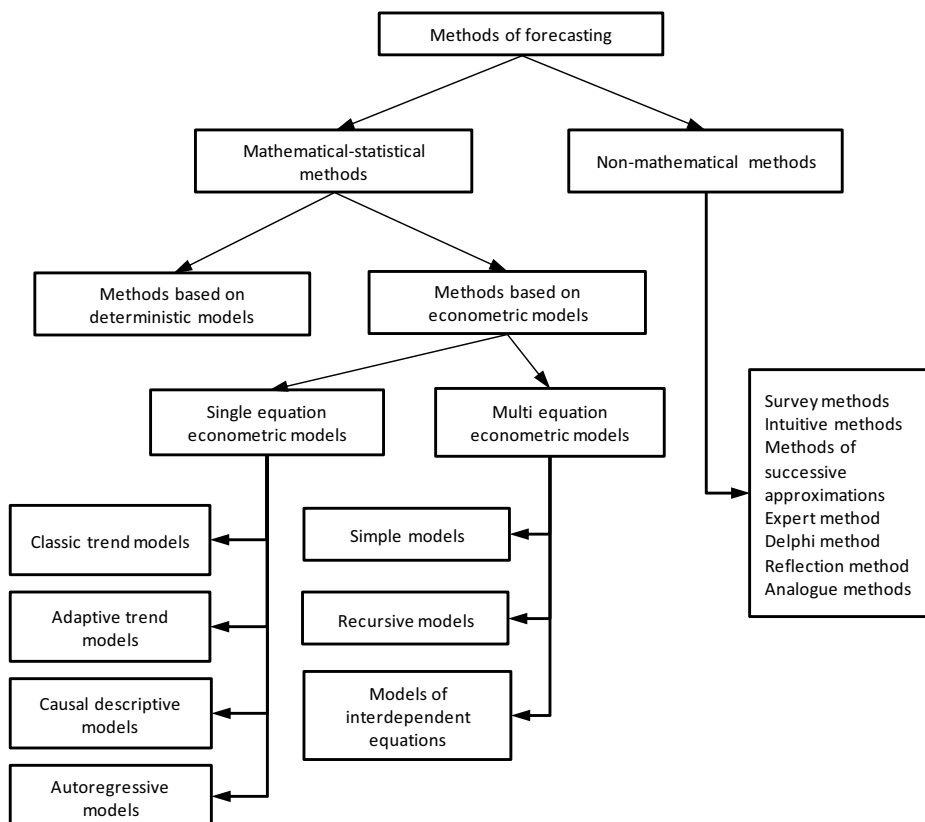 Methods of forecasting
Mathematical-statistical
methods
Non-mathematical methods
Methods based on
deterministic models
Methods based on
econometric models
Single equation
econometric models
Multi equation
econometric models
Survey methods
Intuitive methods
Methods of
successive
approximations
Expert method
Delphi method
Reflection method
Analogue methods
Classic trend models
Adaptive trend
models
Causal descriptive
models
Autoregressive
models
Simple models
Recursive models
Models of
interdependent
equations